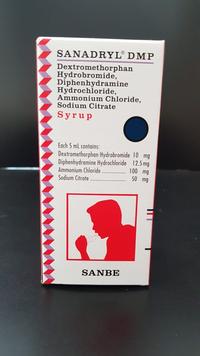 SANADRYL® DMP
Dextromethorphan
Hydrobromide,
Diphenhydramine
Hydrochloride,
Ammonium Chloride,
Sodium Citrate
Syrup
Each 5 mL contains:
Dextromethorphan Hydrobromide 10 mg
Diphenhydramine Hydrochloride 12.5 mg
Ammonium Chloride .......... 100 mg
Sodium Citrate .................. 50 mg
SANBE